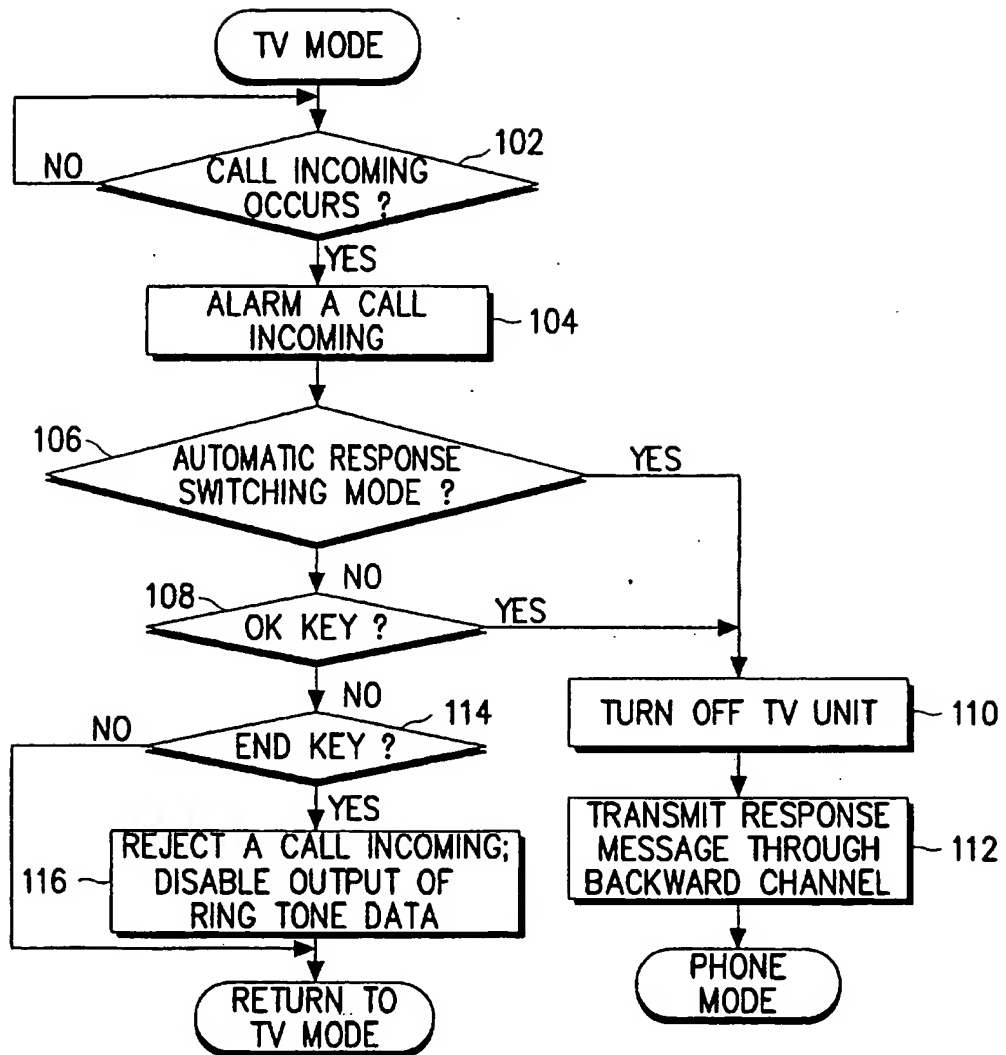 TV MODE
102
NO
CALL INCOMING
OCCURS ?
YES
ALARM A CALL
INCOMING
104
106
AUTOMATIC RESPONSE
SWITCHING MODE ?
YES
NO
108
OK KEY ?
YES
NO
114
NO
END KEY ?
TURN OFF TV UNIT
110
YES
116
REJECT A CALL INCOMING;
DISABLE OUTPUT OF
RING TONE DATA
TRANSMIT RESPONSE
MESSAGE THROUGH
BACKWARD CHANNEL
112
RETURN TO
TV MODE
PHONE
MODE